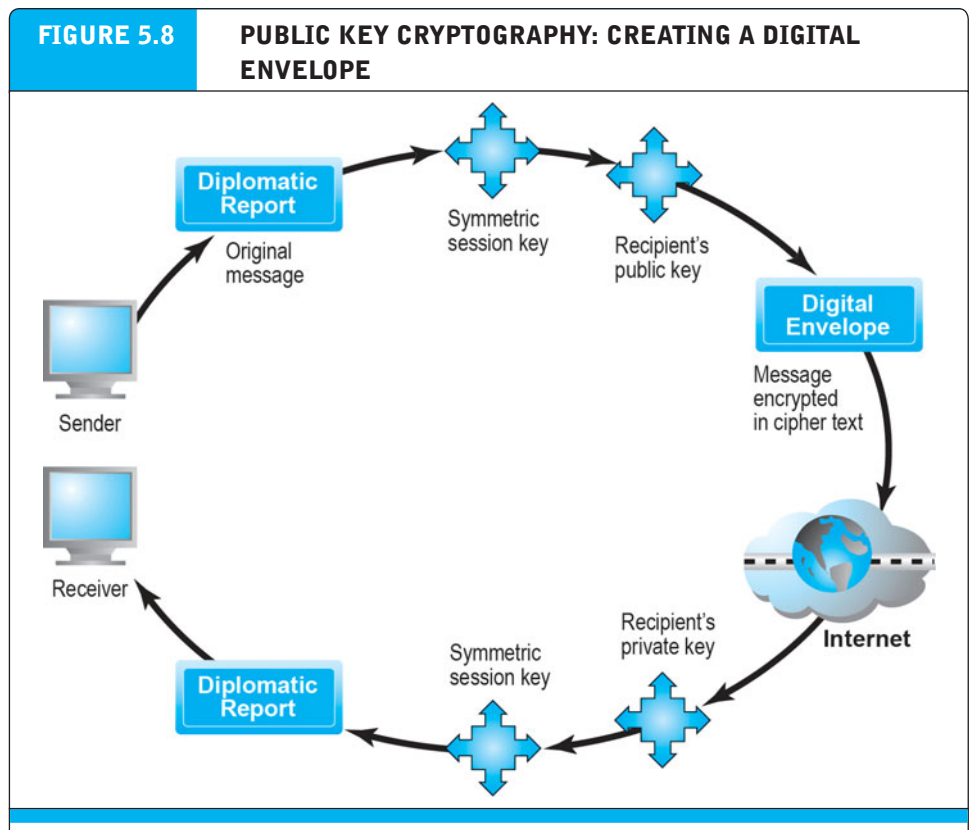 FIGURE 5.8
PUBLIC KEY CRYPTOGRAPHY: CREATING A DIGITAL
ENVELOPE
Diplomatic
Report
Original
message
Symmetric
session key
Recipient's
public key
Digital
Envelope
Message
encrypted
in cipher text
Sender
Receiver
Internet
Recipient's
private key
Symmetric
session key
Diplomatic
Report